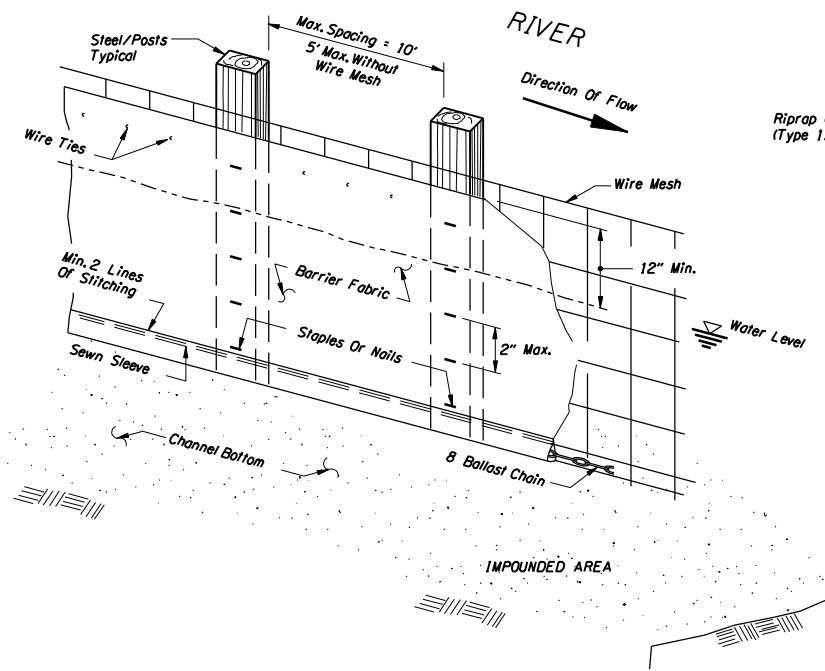 RIVER
Max. Spacing = 10'
5' Max. Without
Wire Mesh
Steel/Posts
Typical
Direction Of Flow
Riprap
(Type 1
Wire Ties
Wire Mesh
12" Min.
Min. 2 Lines
Of Stitching
Barrier Fabric
Water Level
Staples Or Nails
2" Max.
Sewn Sleeve
Channel Bottom
8 Ballast Chain
IMPOUNDED AREA